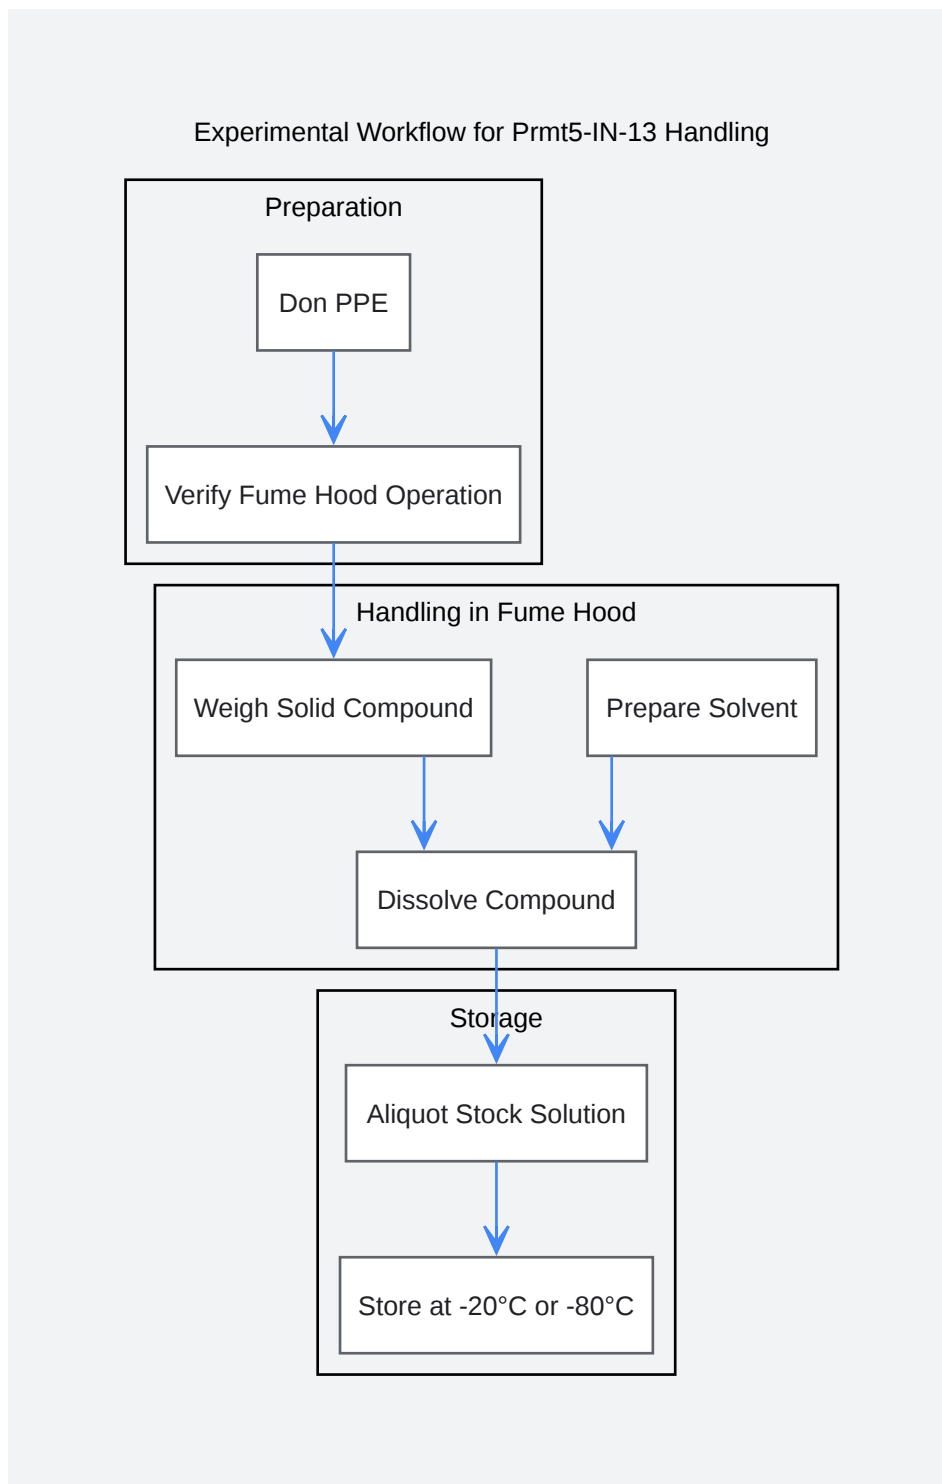 Experimental Workflow for Prmt5-IN-13 Handling
Preparation
Don PPE
Verify Fume Hood Operation
Handling in Fume Hood
Weigh Solid Compound
Prepare Solvent
Dissolve Compound
Storage
Aliquot Stock Solution
Store at -20°C or -80°C